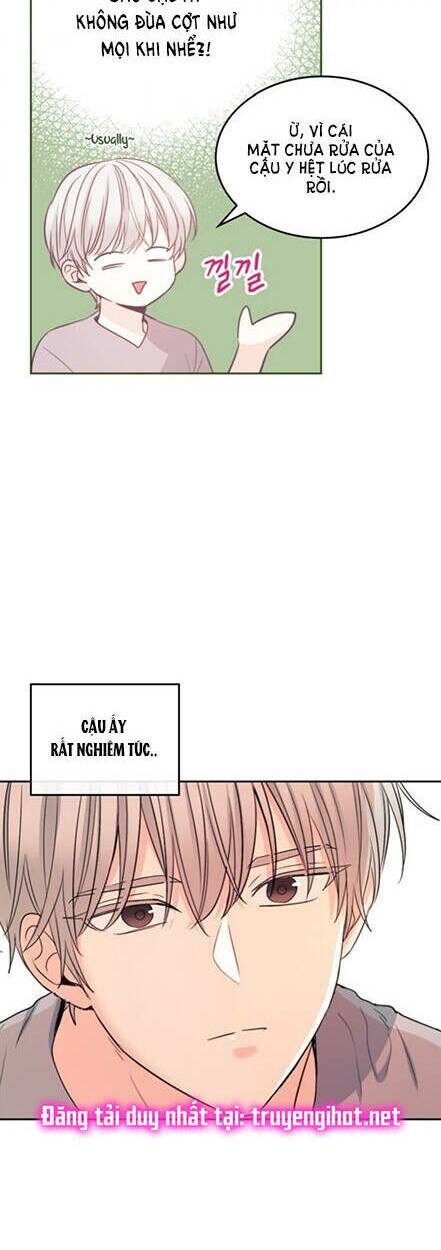 KHÔNG ĐÙA CỢT NHƯ
MỌI KHI NHỂ?!
~Usually~
Ừ, VÌ CÁI
MẶT CHƯA RỬA CỦA
CẬU Y HỆT LÚC RỬA
RỒI.
낄낄
CẬU ẤY
RẤT NGHIÊM TÚC..
Đăng tải duy nhất tại: truyengihot.net